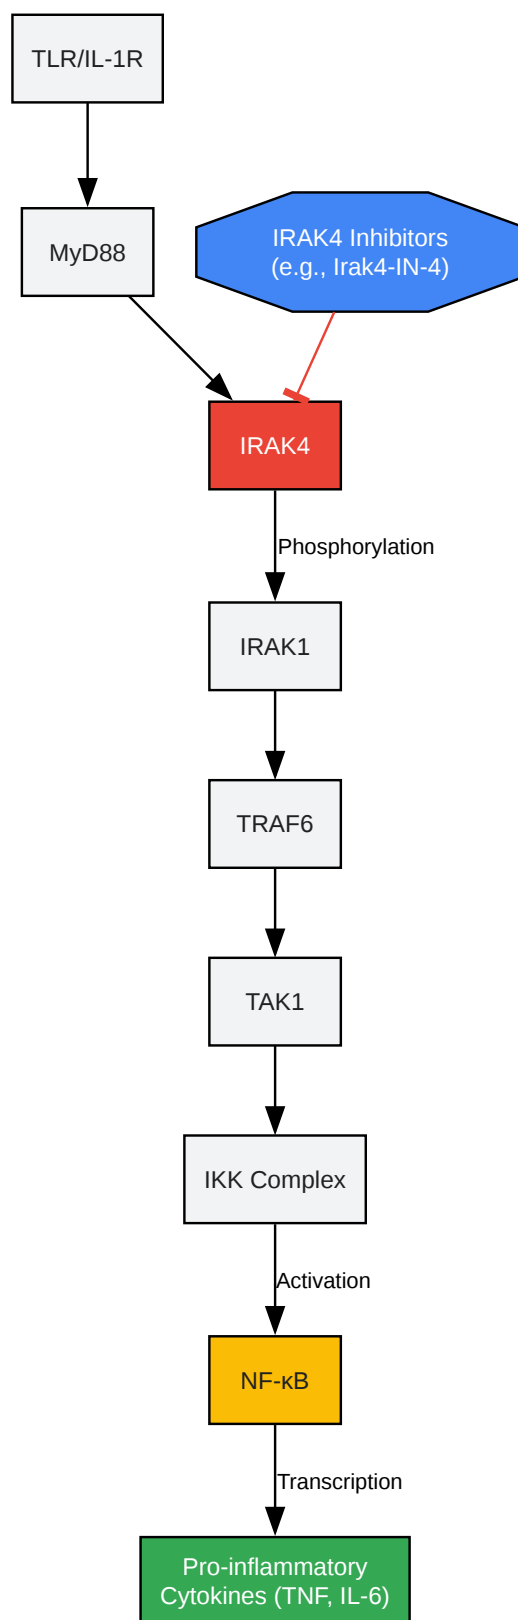 TLR/IL-1R
MyD88
IRAK4 Inhibitors
(e.g., Irak4-IN-4)
IRAK4
Phosphorylation
IRAK1
TRAF6
TAK1
IKK Complex
Activation
NF-κB
Transcription
Pro-inflammatory
Cytokines (TNF, IL-6)